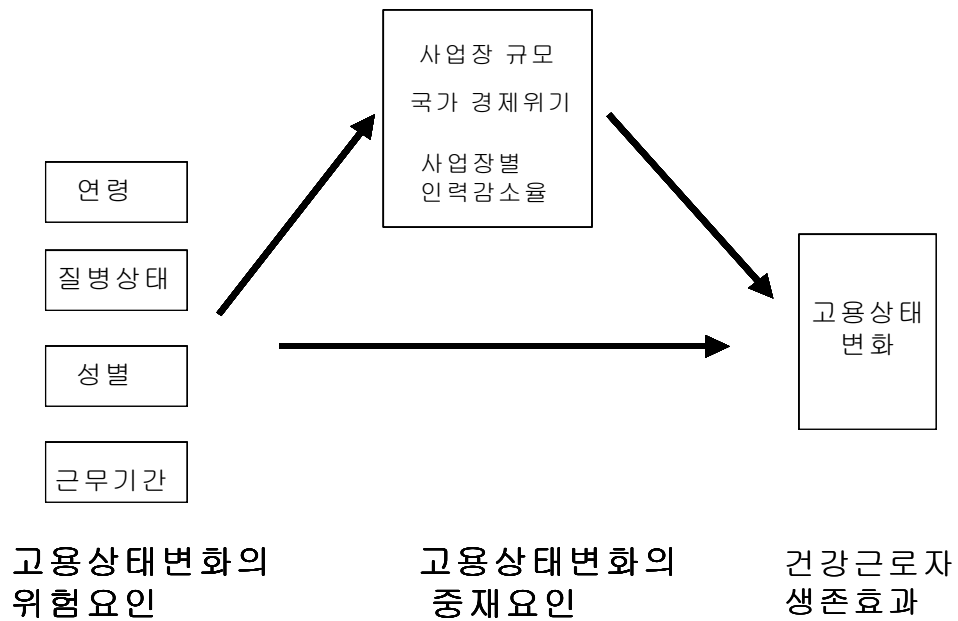 사업장 규모
국가 경제위기
사업장별
인력감소율
연령
질병상태
성별
근무기간
고용상태
변화
고용상태변화의
위험요인
고용상태변화의
중재요인
건강근로자
생존효과